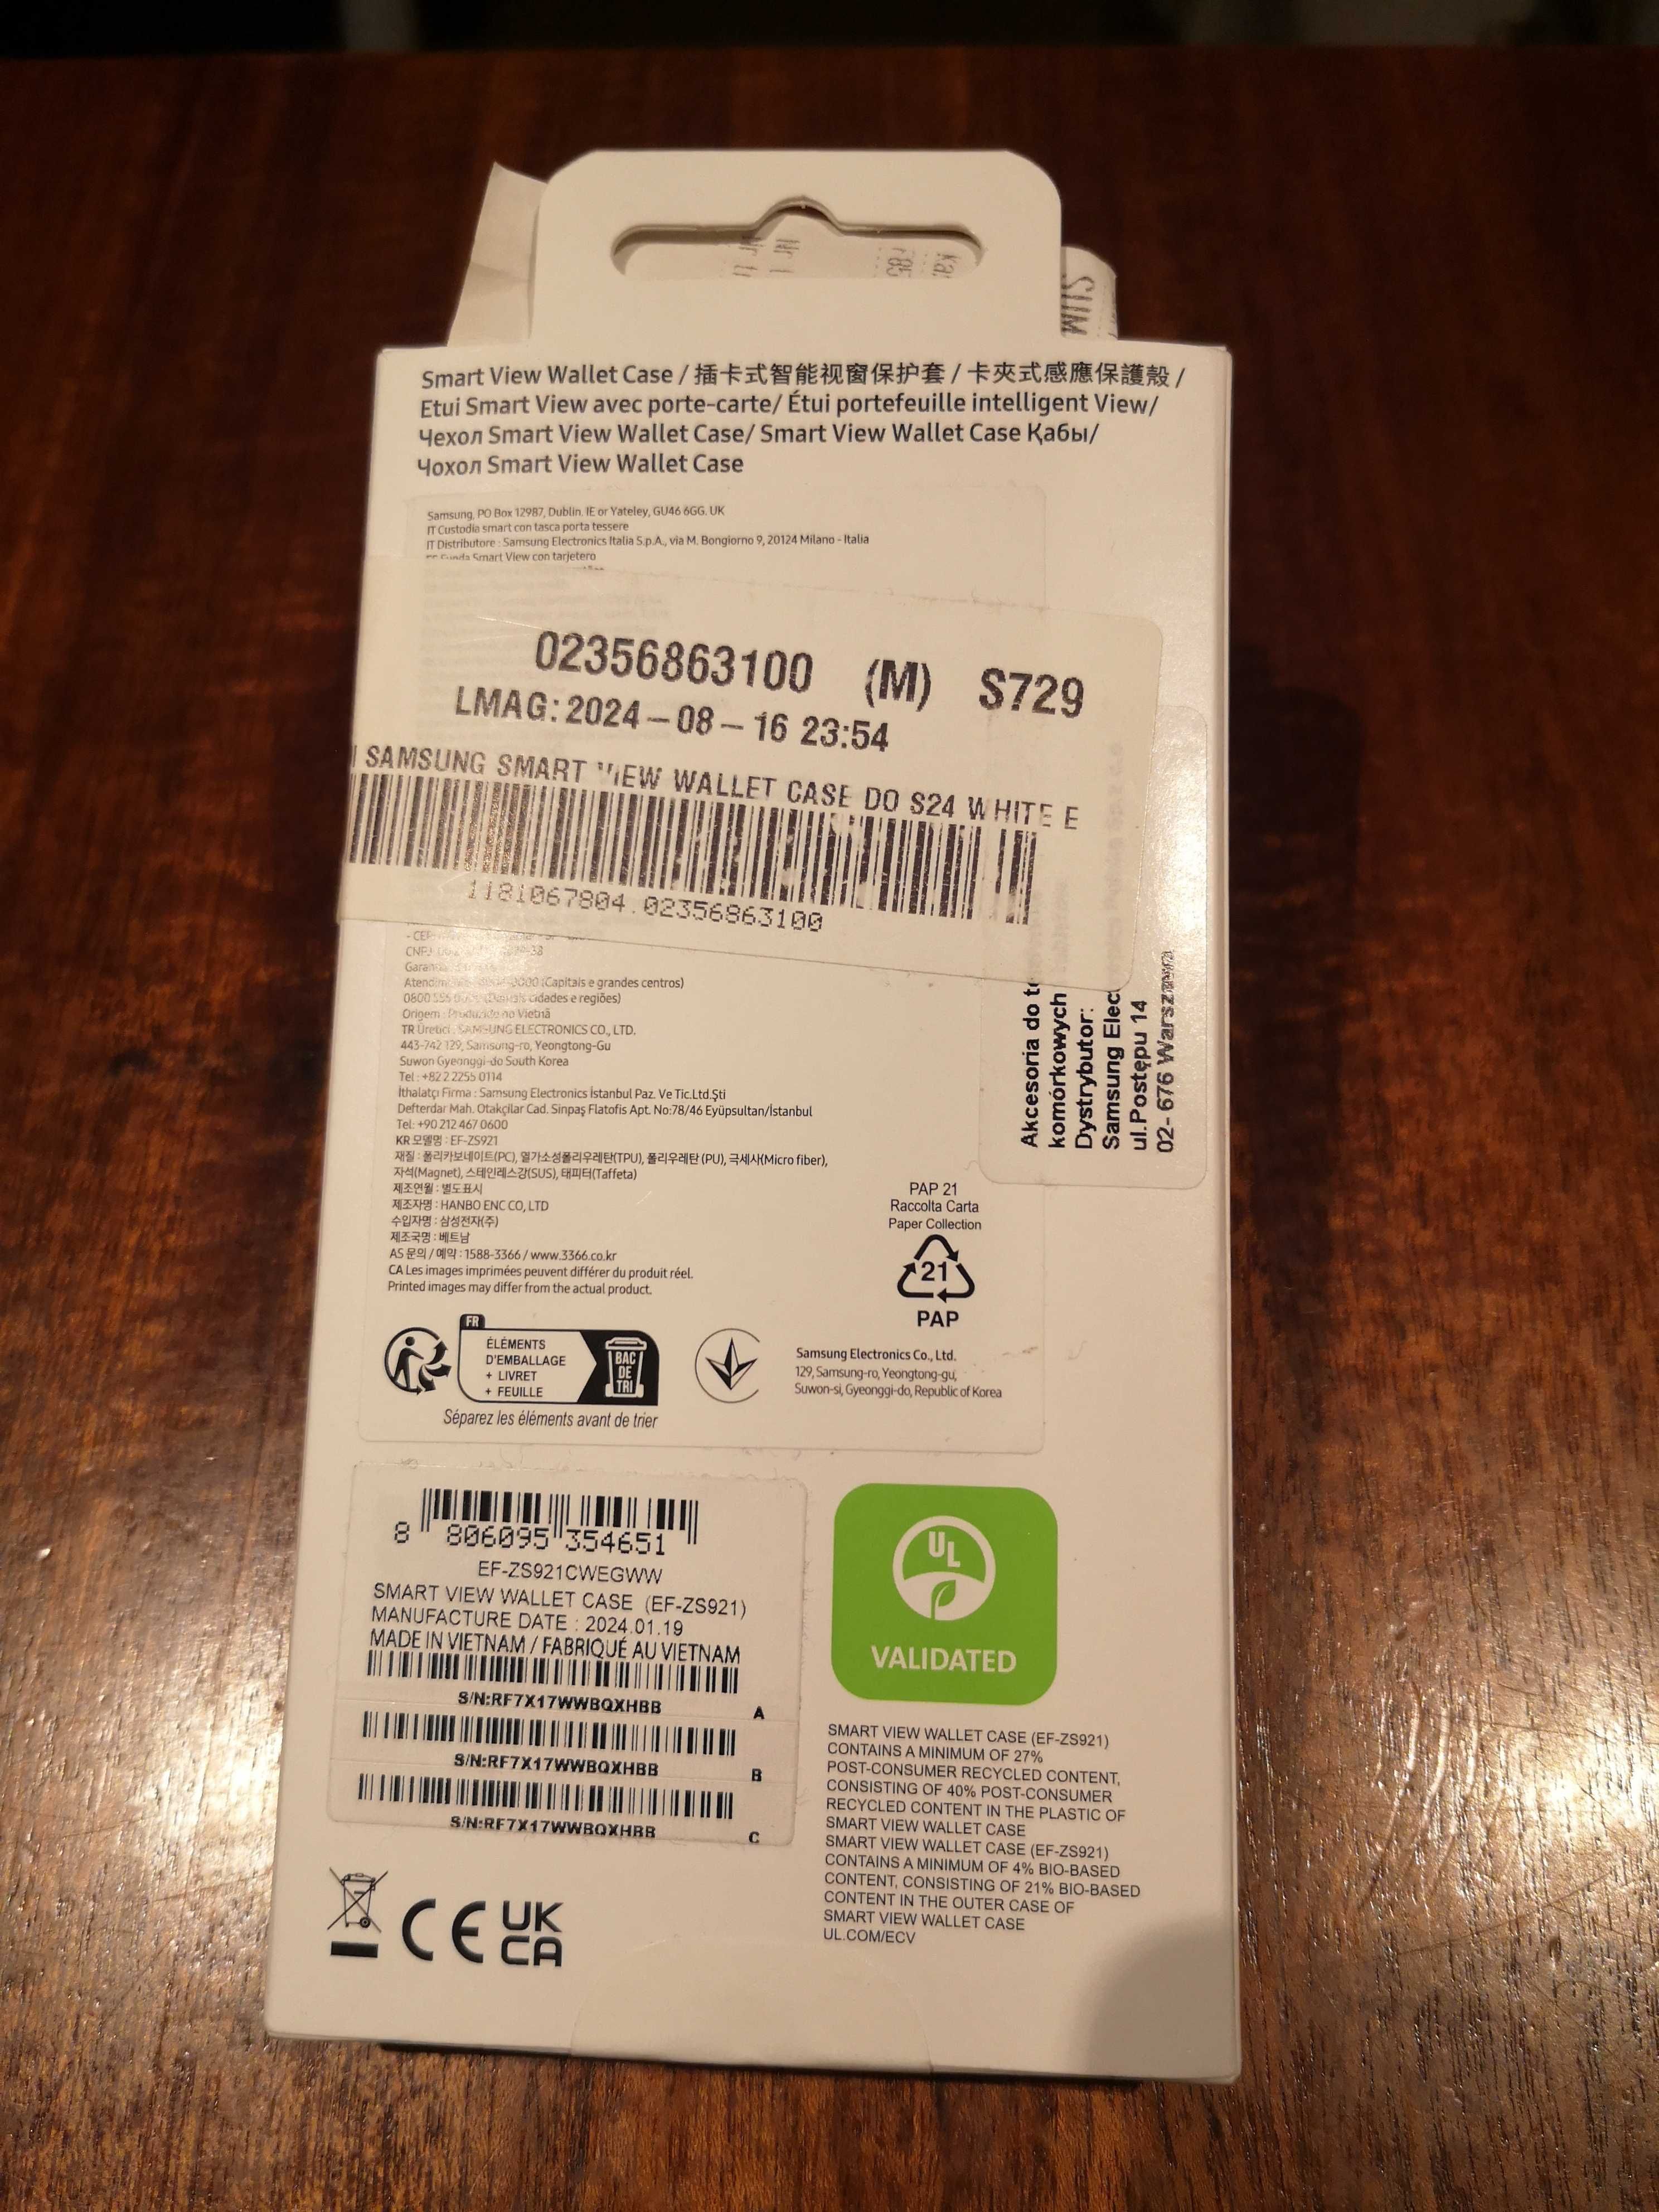 Smart View Wallet Case / 插卡式智能视窗保护套 / 卡夾式感應保護殼 /
Etui Smart View avec porte-carte/ Étui portefeuille intelligent View/
Чехол Smart View Wallet Case/ Smart View Wallet Case Қабы/
Чохол Smart View Wallet Case
Samsung, PO Box 12987, Dublin. IE or Yateley, GU46 6GG. UK
IT Custodia smart con tasca porta tessere
IT Distributore : Samsung Electronics Italia S.p.A., via M. Bongiorno 9, 20124 Milano - Italia
Funda Smart View con tarjetero
02356863100 (M) S729
LMAG: 2024-08-16 23:54
SAMSUNG SMART VIEW WALLET CASE DO S24 WHITE E
1181067804.02356863100
(Capitais e grandes centros)
cidades e regiões)
Origem : Produzido no Vietnã
TR Üretici : SAMSUNG ELECTRONICS CO., LTD.
443-742 129, Samsung-ro, Yeongtong-Gu
Suwon Gyeonggi-do South Korea
Tel : +82 2 2255 0114
İthalatçı Firma : Samsung Electronics İstanbul Paz. Ve Tic.Ltd.Şti
Defterdar Mah. Otakçilar Cad. Sinpaş Flatofis Apt. No:78/46 Eyüpsultan/İstanbul
Tel: +90 212 467 0600
KR 모델명 : EF-ZS921
재질 : 폴리카보네이트(PC), 열가소성폴리우레탄(TPU), 폴리우레탄 (PU), 극세사(Micro fiber),
자석(Magnet), 스테인레스강(SUS), 태피터(Taffeta)
제조연월 : 별도표시
제조자명 : HANBO ENC CO, LTD
수입자명 : 삼성전자(주)
제조국명 : 베트남
AS 문의 / 예약 : 1588-3366 / www.3366.co.kr
CA Les images imprimées peuvent différer du produit réel.
Printed images may differ from the actual product.
Akcesoria do
komórkowych
Dystrybutor:
Samsung
ul.Postępu 14
02- 676 Warszawa
PAP 21
Raccolta Carta
Paper Collection
21
PAP
FR
ÉLÉMENTS
D'EMBALLAGE
+ LIVRET
+ FEUILLE
BAC
DE
TRI
Séparez les éléments avant de trier
Samsung Electronics Co., Ltd.
129, Samsung-ro, Yeongtong-gu,
Suwon-si, Gyeonggi-do, Republic of Korea
8 806095 354651
EF-ZS921CWEGWW
SMART VIEW WALLET CASE (EF-ZS921)
MANUFACTURE DATE : 2024.01.19
MADE IN VIETNAM / FABRIQUÉ AU VIETNAM
S/N:RF7X17WWBQXHBB A
S/N:RF7X17WWBQXHBB B
S/N:RF7X17WWBQXHBB C
UL
VALIDATED
SMART VIEW WALLET CASE (EF-ZS921)
CONTAINS A MINIMUM OF 27%
POST-CONSUMER RECYCLED CONTENT,
CONSISTING OF 40% POST-CONSUMER
RECYCLED CONTENT IN THE PLASTIC OF
SMART VIEW WALLET CASE
SMART VIEW WALLET CASE (EF-ZS921)
CONTAINS A MINIMUM OF 4% BIO-BASED
CONTENT, CONSISTING OF 21% BIO-BASED
CONTENT IN THE OUTER CASE OF
SMART VIEW WALLET CASE
UL.COM/ECV
CE UK
CA